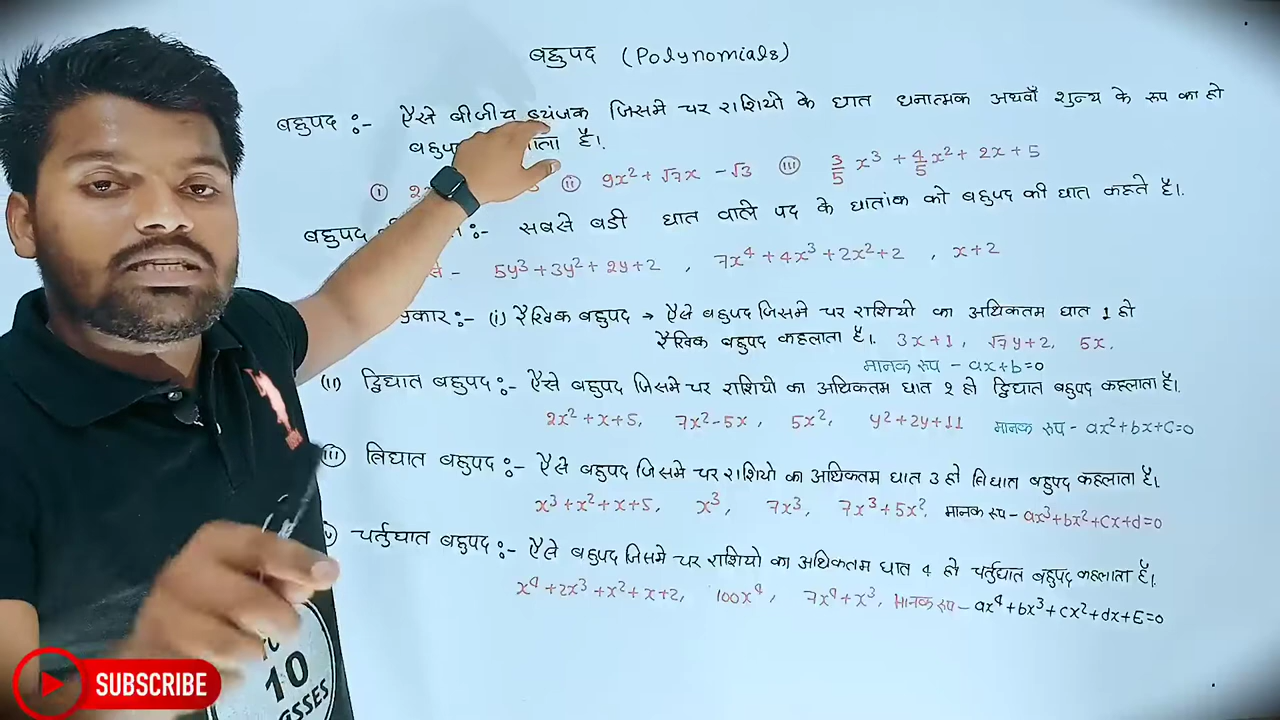 बहुपद (Polynomials)
बहुपद :- ऐसे बीजीय ब्यंजक जिसमे चर राशियो के घात धनात्मक अथवाँ शुन्य के रूप का हो
है।
(i) (ii) 9x² + √7x - √3 (iii) 3/5 x³ + 4/5 x² + 2x + 5
बहुपद :- सबसे बडी घात वाले पद के घातांक को बहुपद की घात कहते है।
5y³+3y²+2y+2 , 7x⁴+4x³+2x²+2 , x+2
:- (i) रैखिक बहुपद → ऐसे बहुपद जिसमे चर राशियो का अधिकतम घात 1 हो
रैखिक बहुपद कहलाता है। 3x+1, √7y+2, 5x,
मानक रूप - ax+b=0
(ii) द्विघात बहुपद :- ऐसे बहुपद जिसमे चर राशियो का अधिकतम घात 2 हो द्विघात बहुपद कहलाता है।
2x²+x+5, 7x²-5x, 5x², y²+2y+11 मानक रूप - ax²+bx+c=0
(iii) त्रिघात बहुपद :- ऐसे बहुपद जिसमे चर राशियो का अधिकतम घात 3 हो त्रिघात बहुपद कहलाता है।
x³+x²+x+5, x³, 7x³, 7x³+5x², मानक रूप - ax³+bx²+cx+d=0
चर्तुघात बहुपद :- ऐसे बहुपद जिसमे चर राशियो का अधिकतम घात 4 हो चर्तुघात बहुपद कहलाता है।
x⁴+2x³+x²+x+2, 100x⁴, 7x⁴+x³, मानक रूप - ax⁴+bx³+cx²+dx+E=0
10
SUBSCRIBE